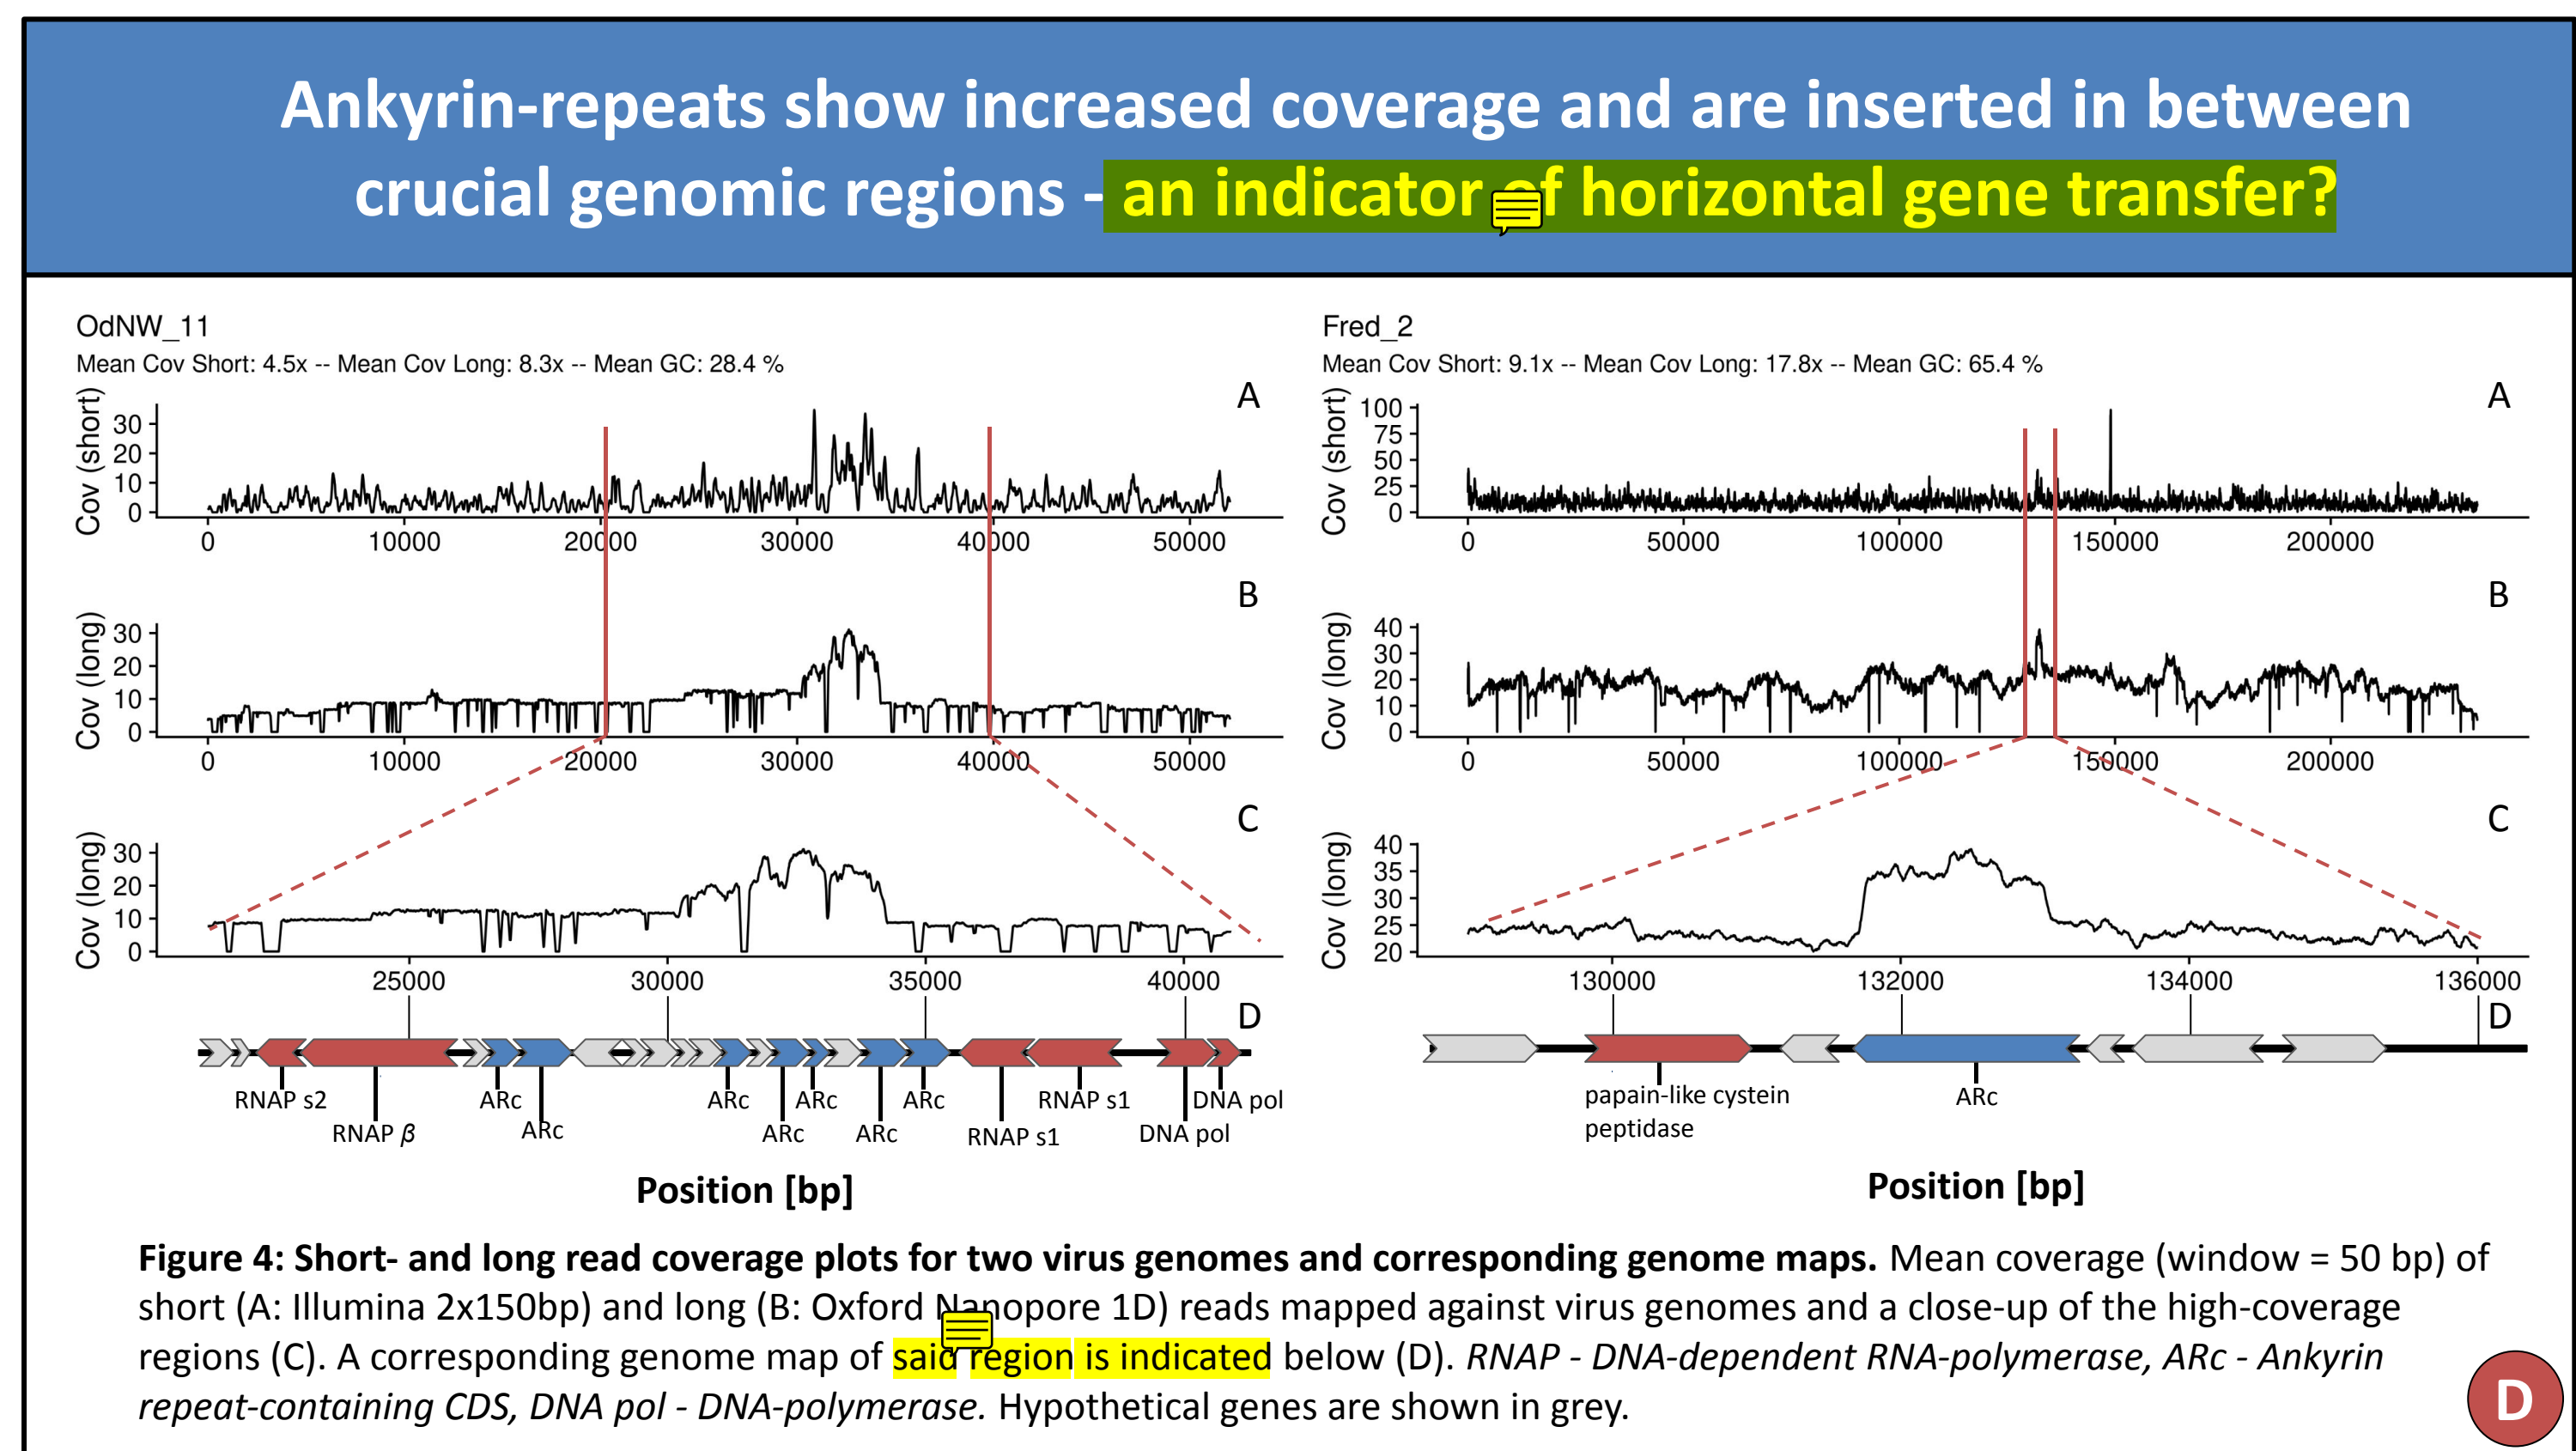 Ankyrin-repeats show increased coverage and are inserted in between
crucial genomic regions - an indicator of horizontal gene transfer?
OdNW_11
Mean Cov Short: 4.5x -- Mean Cov Long: 8.3x -- Mean GC: 28.4 %
A
Cov (short)
30
20
10
0
0 10000 20000 30000 40000 50000
B
Cov (long)
30
20
10
0
0 10000 20000 30000 40000 50000
C
Cov (long)
30
20
10
0
25000 30000 35000 40000
D
RNAP s2 ARc ARc ARc ARc RNAP s1 DNA pol
RNAP β ARc ARc ARc RNAP s1 DNA pol
Position [bp]
Fred_2
Mean Cov Short: 9.1x -- Mean Cov Long: 17.8x -- Mean GC: 65.4 %
A
Cov (short)
100
75
50
25
0
0 50000 100000 150000 200000
B
Cov (long)
40
30
20
10
0
0 50000 100000 150000 200000
C
Cov (long)
40
35
30
25
20
130000 132000 134000 136000
D
papain-like cystein
peptidase
ARc
Position [bp]
Figure 4: Short- and long read coverage plots for two virus genomes and corresponding genome maps. Mean coverage (window = 50 bp) of
short (A: Illumina 2x150bp) and long (B: Oxford Nanopore 1D) reads mapped against virus genomes and a close-up of the high-coverage
regions (C). A corresponding genome map of said region is indicated below (D). RNAP - DNA-dependent RNA-polymerase, ARc - Ankyrin
repeat-containing CDS, DNA pol - DNA-polymerase. Hypothetical genes are shown in grey.
D